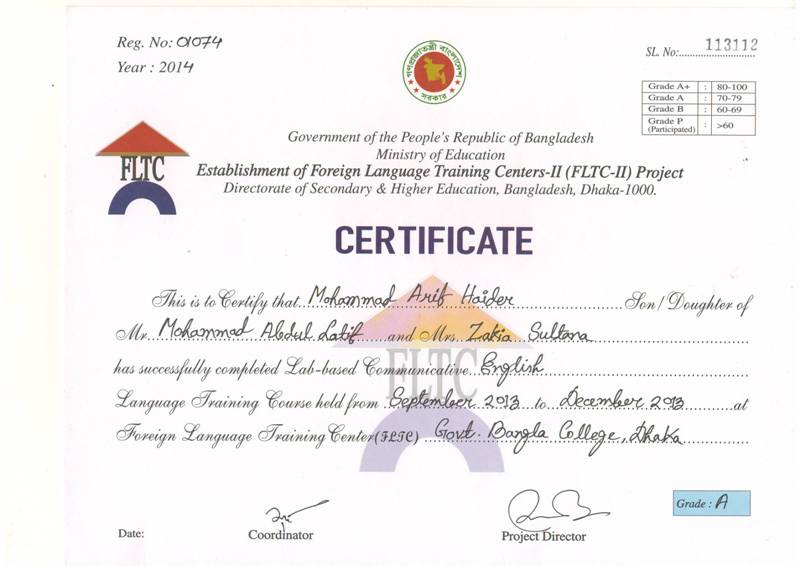 Reg. No: 01074
Year : 2014
গণপ্রজাতন্ত্রী বাংলাদেশ
সরকার
SL. No:.................. 113112
Grade A+ : 80-100
Grade A : 70-79
Grade B : 60-69
Grade P (Participated) : >60
FLTC
Government of the People's Republic of Bangladesh
Ministry of Education
Establishment of Foreign Language Training Centers-II (FLTC-II) Project
Directorate of Secondary & Higher Education, Bangladesh, Dhaka-1000.
CERTIFICATE
This is to Certify that Mohammad Arif Haider Son/Doughter of
Mr. Mohammad Abdul Latif and Mrs. Zakia Sultana
has successfully completed Lab-based Communicative English
Language Training Course held from September 2013 to December 2013 at
Foreign Language Training Center (FLTC) Govt. Bangla College, Dhaka
FLTC
Grade : A
Date:
Coordinator
Project Director